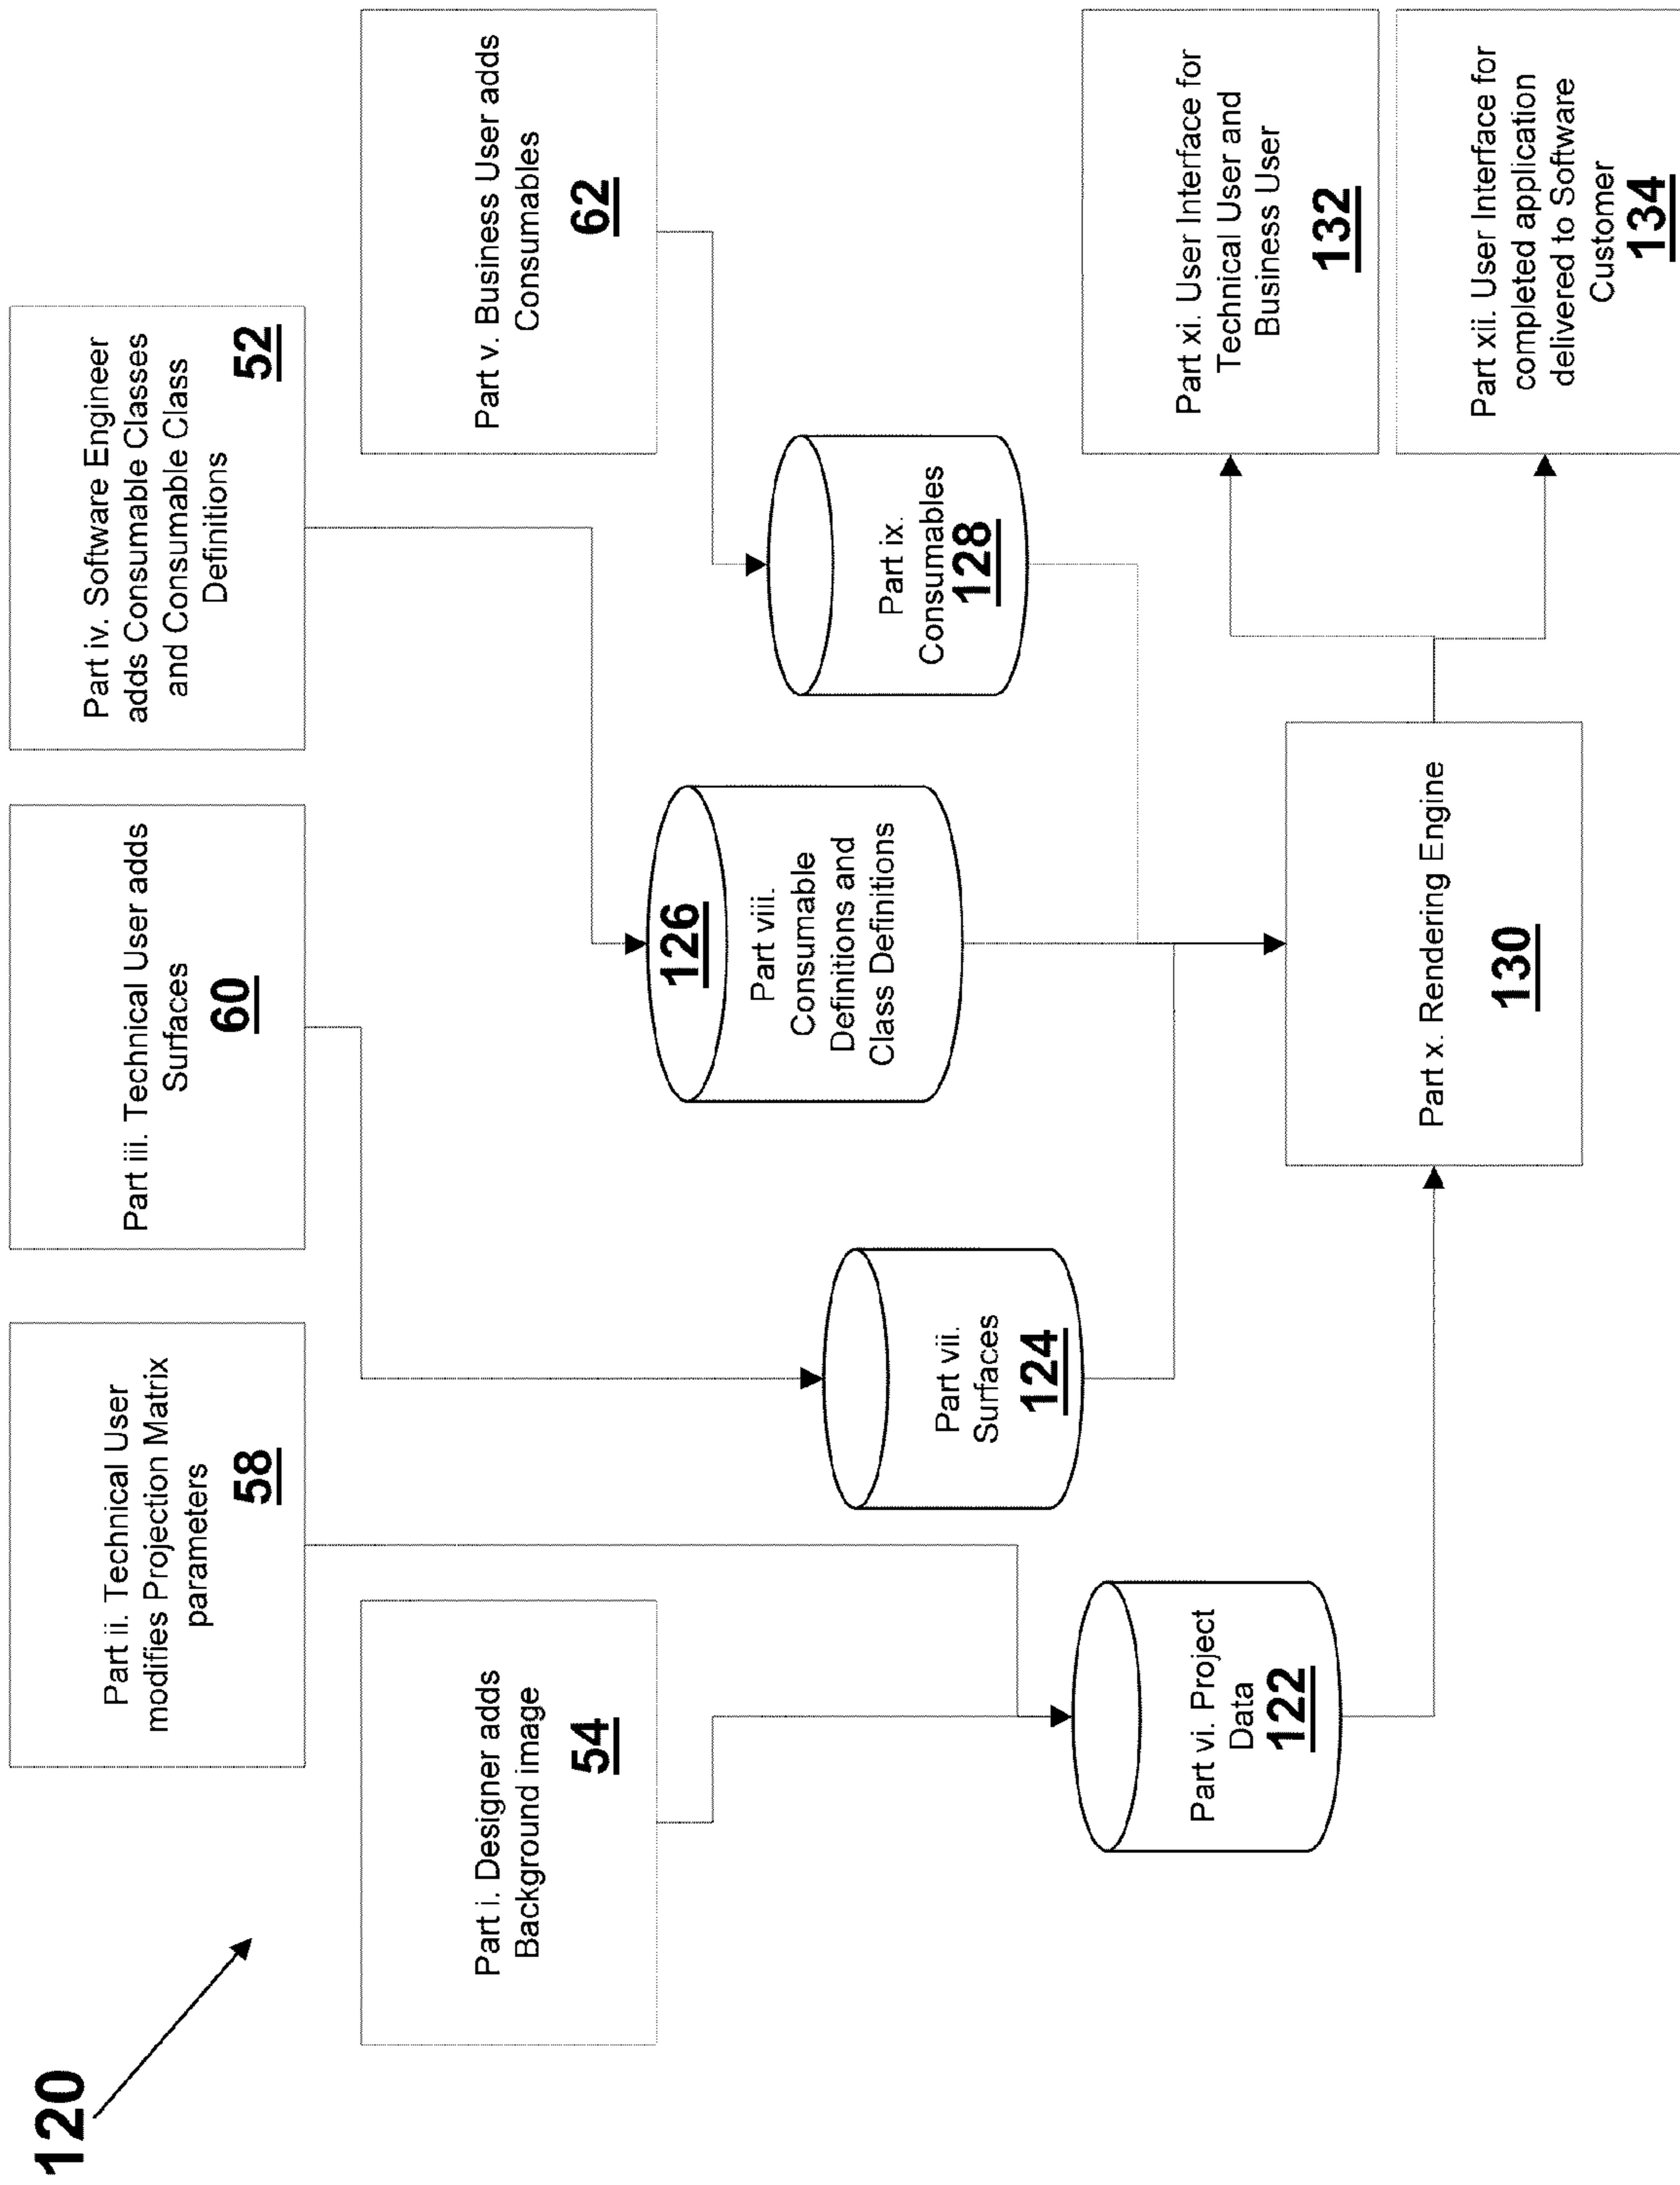 120
Part ii. Technical User
modifies Projection Matrix
parameters
58
Part iii. Technical User adds
Surfaces
60
Part iv. Software Engineer
adds Consumable Classes
and Consumable Class
Definitions
52
Part i. Designer adds
Background image
54
Part v. Business User adds
Consumables
62
126
Part viii.
Consumable
Definitions and
Class Definitions
Part ix.
Consumables
128
Part vii.
Surfaces
124
Part vi. Project
Data
122
Part x. Rendering Engine
130
Part xi. User Interface for
Technical User and
Business User
132
Part xii. User Interface for
completed application
delivered to Software
Customer
134